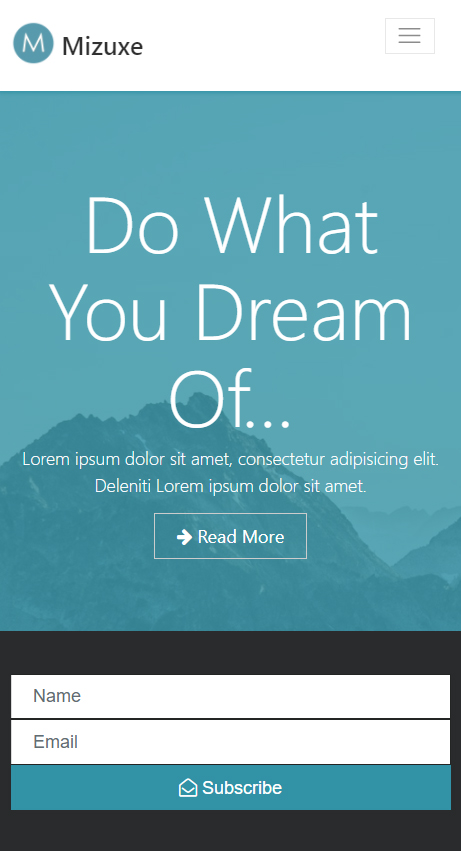 M Mizuxe
Do What
You Dream
Of...
Lorem ipsum dolor sit amet, consectetur adipisicing elit.
Deleniti Lorem ipsum dolor sit amet.
Read More
Name
Email
Subscribe